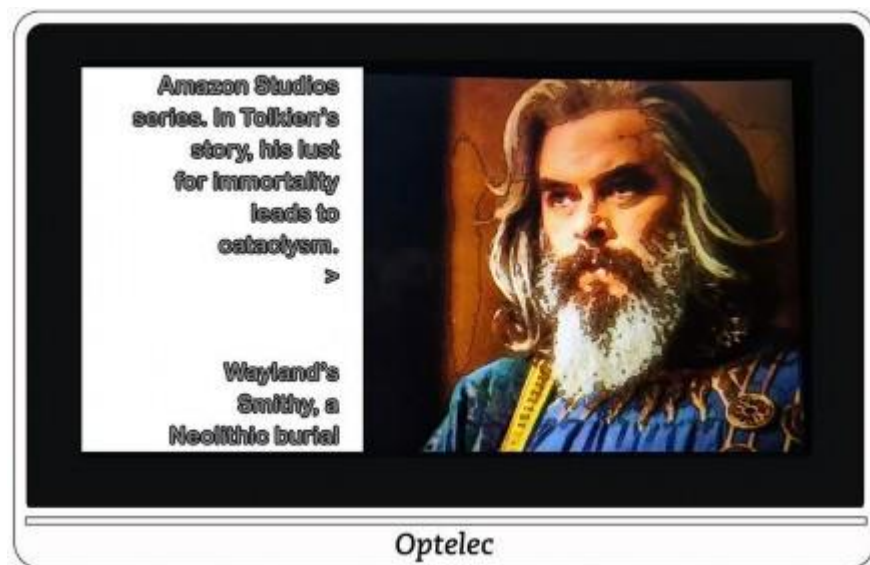 Amazon Studios
series. In Tolkien's
story, his lust
for immortality
leads to
cataclysm.
>
Wayland's
Smithy, a
Neolithic burial
Optelec